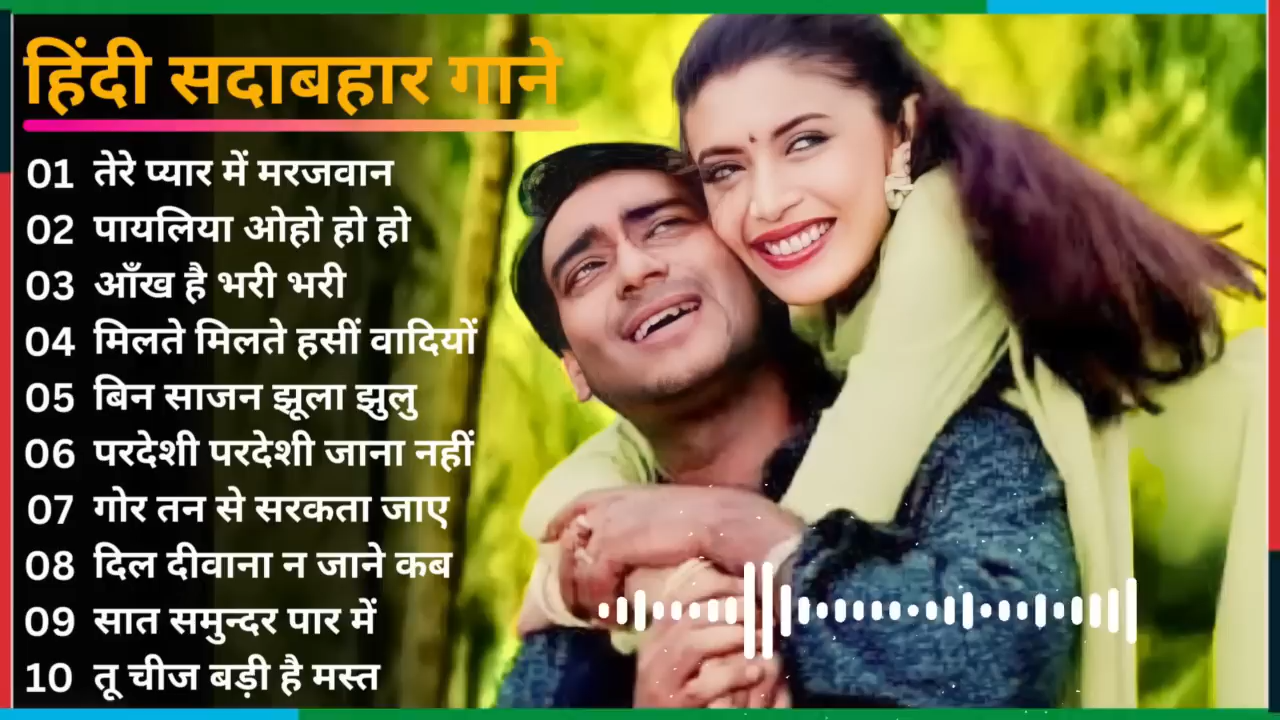 हिंदी सदाबहार गाने
01 तेरे प्यार में मरजवान
02 पायलिया ओहो हो हो
03 आँख है भरी भरी
04 मिलते मिलते हसीं वादियों
05 बिन साजन झूला झुलु
06 परदेशी परदेशी जाना नहीं
07 गोर तन से सरकता जाए
08 दिल दीवाना न जाने कब
09 सात समुन्दर पार में
10 तू चीज बड़ी है मस्त